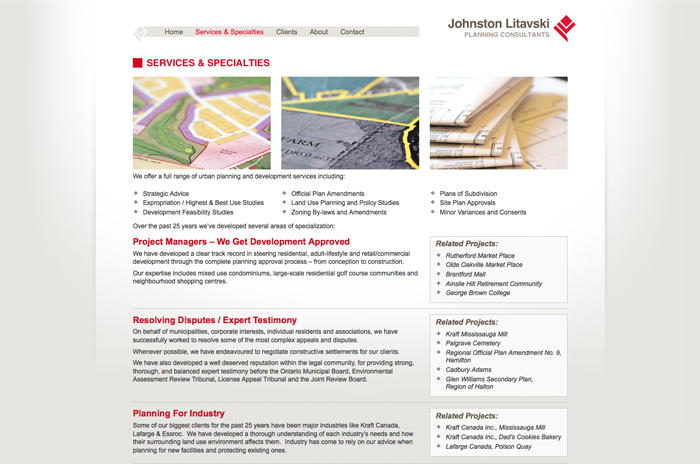 Home Services & Specialties Clients About Contact
Johnston Litavski
PLANNING CONSULTANTS
SERVICES & SPECIALTIES
FARM
We offer a full range of urban planning and development services including:
Strategic Advice
Expropriation / Highest & Best Use Studies
Development Feasibility Studies
Official Plan Amendments
Land Use Planning and Policy Studies
Zoning By-laws and Amendments
Plans of Subdivision
Site Plan Approvals
Minor Variances and Consents
Over the past 25 years we've developed several areas of specialization:
Project Managers – We Get Development Approved
We have developed a clear track record in steering residential, adult-lifestyle and retail/commercial
development through the complete planning approval process – from conception to construction.
Our expertise includes mixed use condominiums, large-scale residential golf course communities and
neighbourhood shopping centres.
Related Projects:
Rutherford Market Place
Olde Oakville Market Place
Brantford Mall
Ainslie Hill Retirement Community
George Brown College
Resolving Disputes / Expert Testimony
On behalf of municipalities, corporate interests, individual residents and associations, we have
successfully worked to resolve some of the most complex appeals and disputes.
Whenever possible, we have endeavoured to negotiate constructive settlements for our clients.
We have also developed a well deserved reputation within the legal community, for providing strong,
thorough, and balanced expert testimony before the Ontario Municipal Board, Environmental
Assessment Review Tribunal, License Appeal Tribunal and the Joint Review Board.
Related Projects:
Kraft Mississauga Mill
Palgrave Cemetery
Regional Official Plan Amendment No. 9,
Hamilton
Cadbury Adams
Glen Williams Secondary Plan,
Region of Halton
Planning For Industry
Some of our biggest clients for the past 25 years have been major industries like Kraft Canada,
Lafarge & Essroc. We have developed a thorough understanding of each industry's needs and how
their surrounding land use environment affects them. Industry has come to rely on our advice when
planning for new facilities and protecting existing ones.
Related Projects:
Kraft Canada Inc., Mississauga Mill
Kraft Canada Inc., Dad's Cookies Bakery
Lafarge Canada, Polson Quay